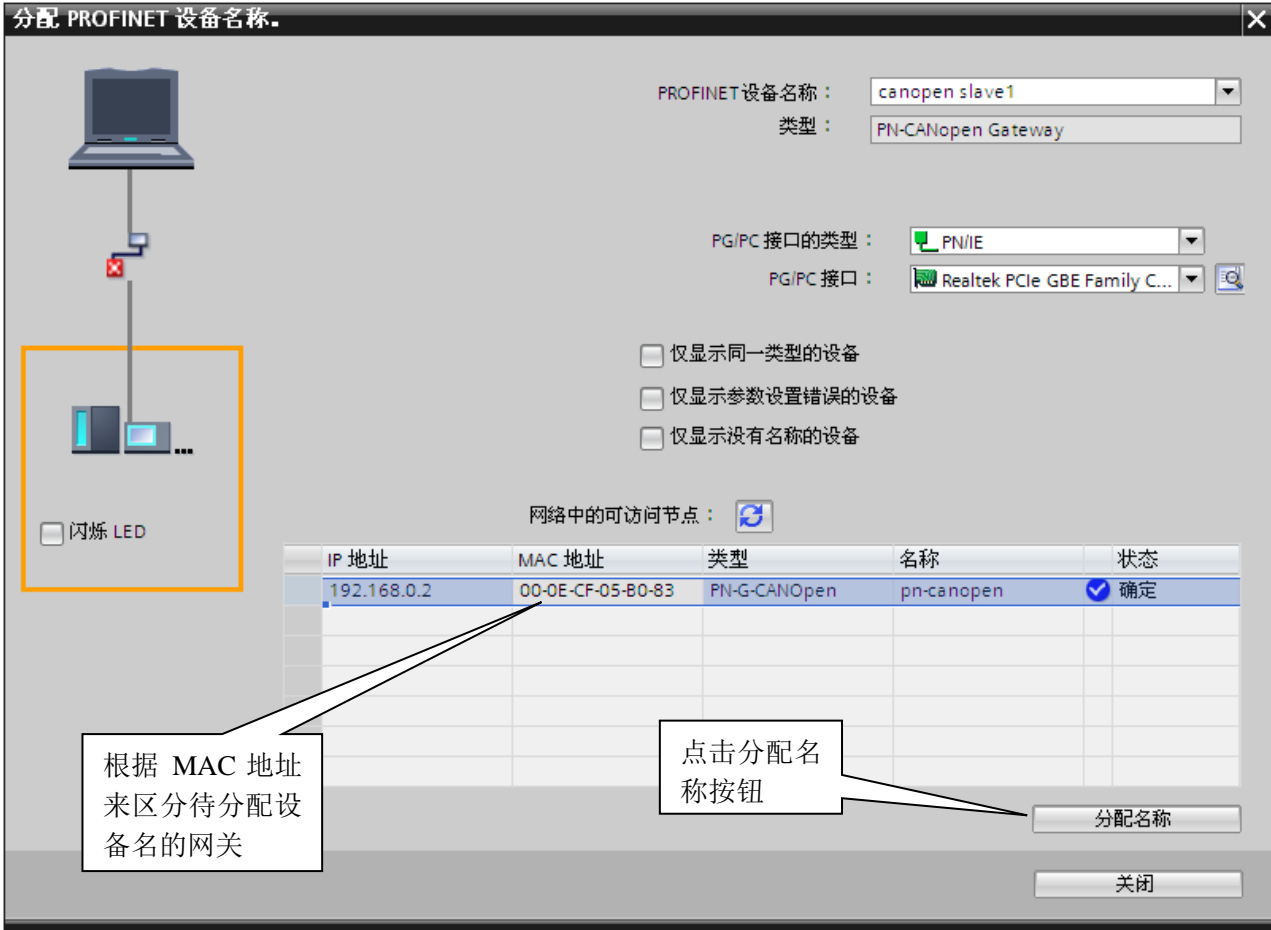 分配 PROFINET 设备名称.
PROFINET设备名称： canopen slave1
类型： PN-CANopen Gateway
PG/PC 接口的类型： PN/IE
PG/PC 接口： Realtek PCIe GBE Family C...
仅显示同一类型的设备
仅显示参数设置错误的设备
仅显示没有名称的设备
...
闪烁 LED
网络中的可访问节点：
IP 地址 MAC 地址 类型 名称 状态
192.168.0.2 00-0E-CF-05-B0-83 PN-G-CANOpen pn-canopen 确定
根据 MAC 地址
来区分待分配设
备名的网关
点击分配名
称按钮
分配名称
关闭